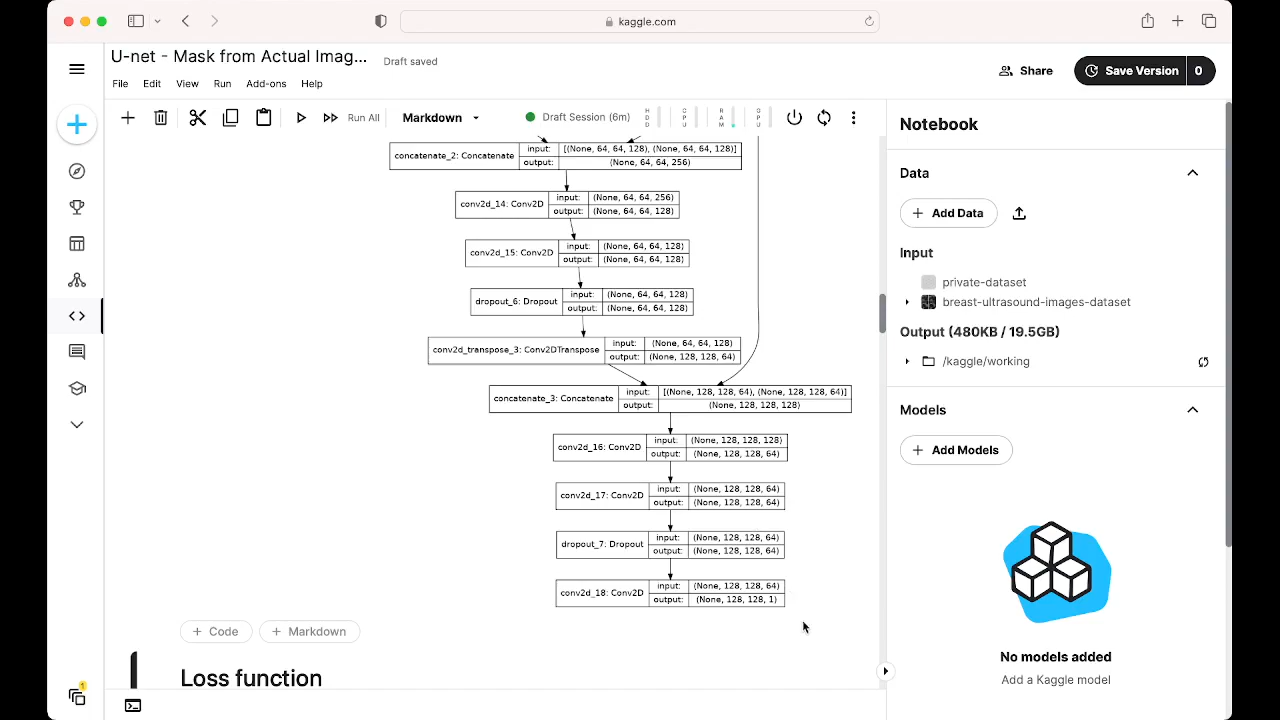 kaggle.com
U-net - Mask from Actual Imag...
Draft saved
File Edit View Run Add-ons Help
Share
Save Version 0
Run All
Markdown
Draft Session (6m)
HDD
CPU
RAM
GPU
concatenate_2: Concatenate
input: [(None, 64, 64, 128), (None, 64, 64, 128)]
output: (None, 64, 64, 256)
conv2d_14: Conv2D
input: (None, 64, 64, 256)
output: (None, 64, 64, 128)
conv2d_15: Conv2D
input: (None, 64, 64, 128)
output: (None, 64, 64, 128)
dropout_6: Dropout
input: (None, 64, 64, 128)
output: (None, 64, 64, 128)
conv2d_transpose_3: Conv2DTranspose
input: (None, 64, 64, 128)
output: (None, 128, 128, 64)
concatenate_3: Concatenate
input: [(None, 128, 128, 64), (None, 128, 128, 64)]
output: (None, 128, 128, 128)
conv2d_16: Conv2D
input: (None, 128, 128, 128)
output: (None, 128, 128, 64)
conv2d_17: Conv2D
input: (None, 128, 128, 64)
output: (None, 128, 128, 64)
dropout_7: Dropout
input: (None, 128, 128, 64)
output: (None, 128, 128, 64)
conv2d_18: Conv2D
input: (None, 128, 128, 64)
output: (None, 128, 128, 1)
+ Code
+ Markdown
Loss function
Notebook
Data
+ Add Data
Input
private-dataset
breast-ultrasound-images-dataset
Output (480KB / 19.5GB)
/kaggle/working
Models
+ Add Models
No models added
Add a Kaggle model
1